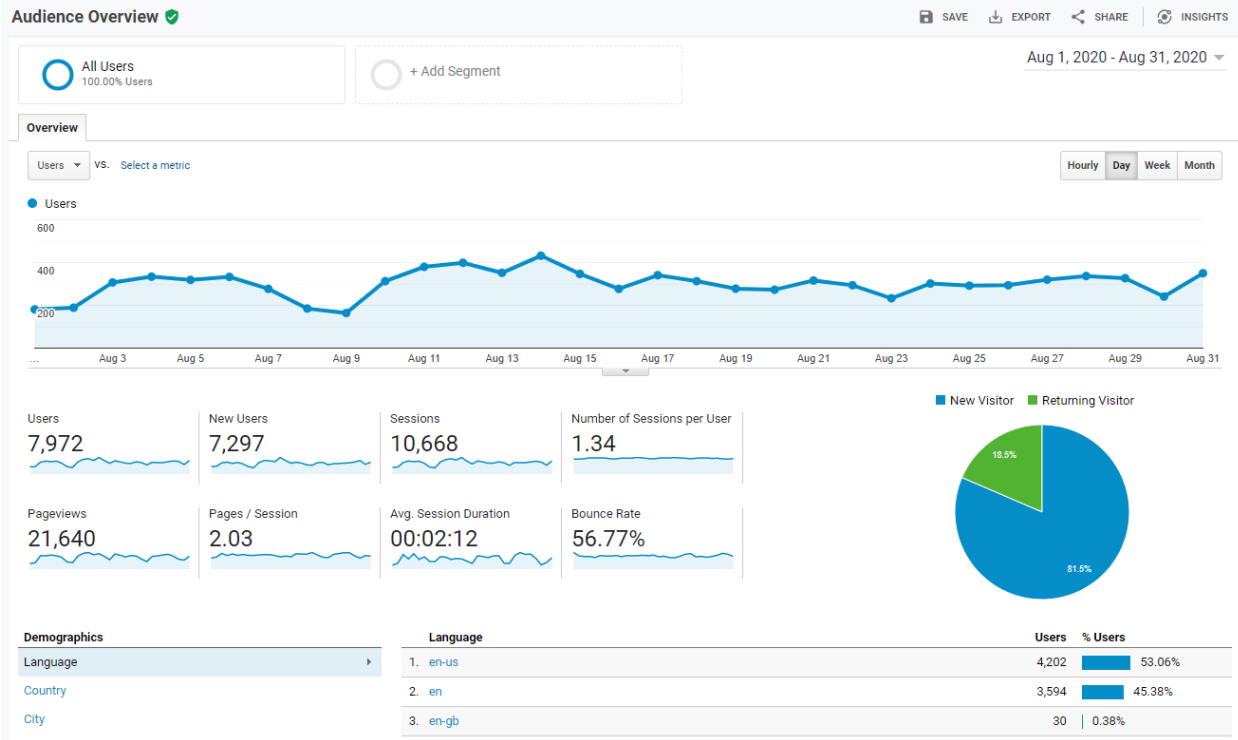 Audience Overview
SAVE EXPORT SHARE INSIGHTS
All Users
100.00% Users
+ Add Segment
Aug 1, 2020 - Aug 31, 2020
Overview
Users VS. Select a metric
Hourly Day Week Month
Users
600
400
200
... Aug 3 Aug 5 Aug 7 Aug 9 Aug 11 Aug 13 Aug 15 Aug 17 Aug 19 Aug 21 Aug 23 Aug 25 Aug 27 Aug 29 Aug 31
New Visitor Returning Visitor
Users New Users Sessions Number of Sessions per User
7,972 7,297 10,668 1.34
18.5%
Pageviews Pages / Session Avg. Session Duration Bounce Rate
21,640 2.03 00:02:12 56.77%
81.5%
Demographics
Language
Country
City
Language Users % Users
1. en-us 4,202 53.06%
2. en 3,594 45.38%
3. en-gb 30 0.38%